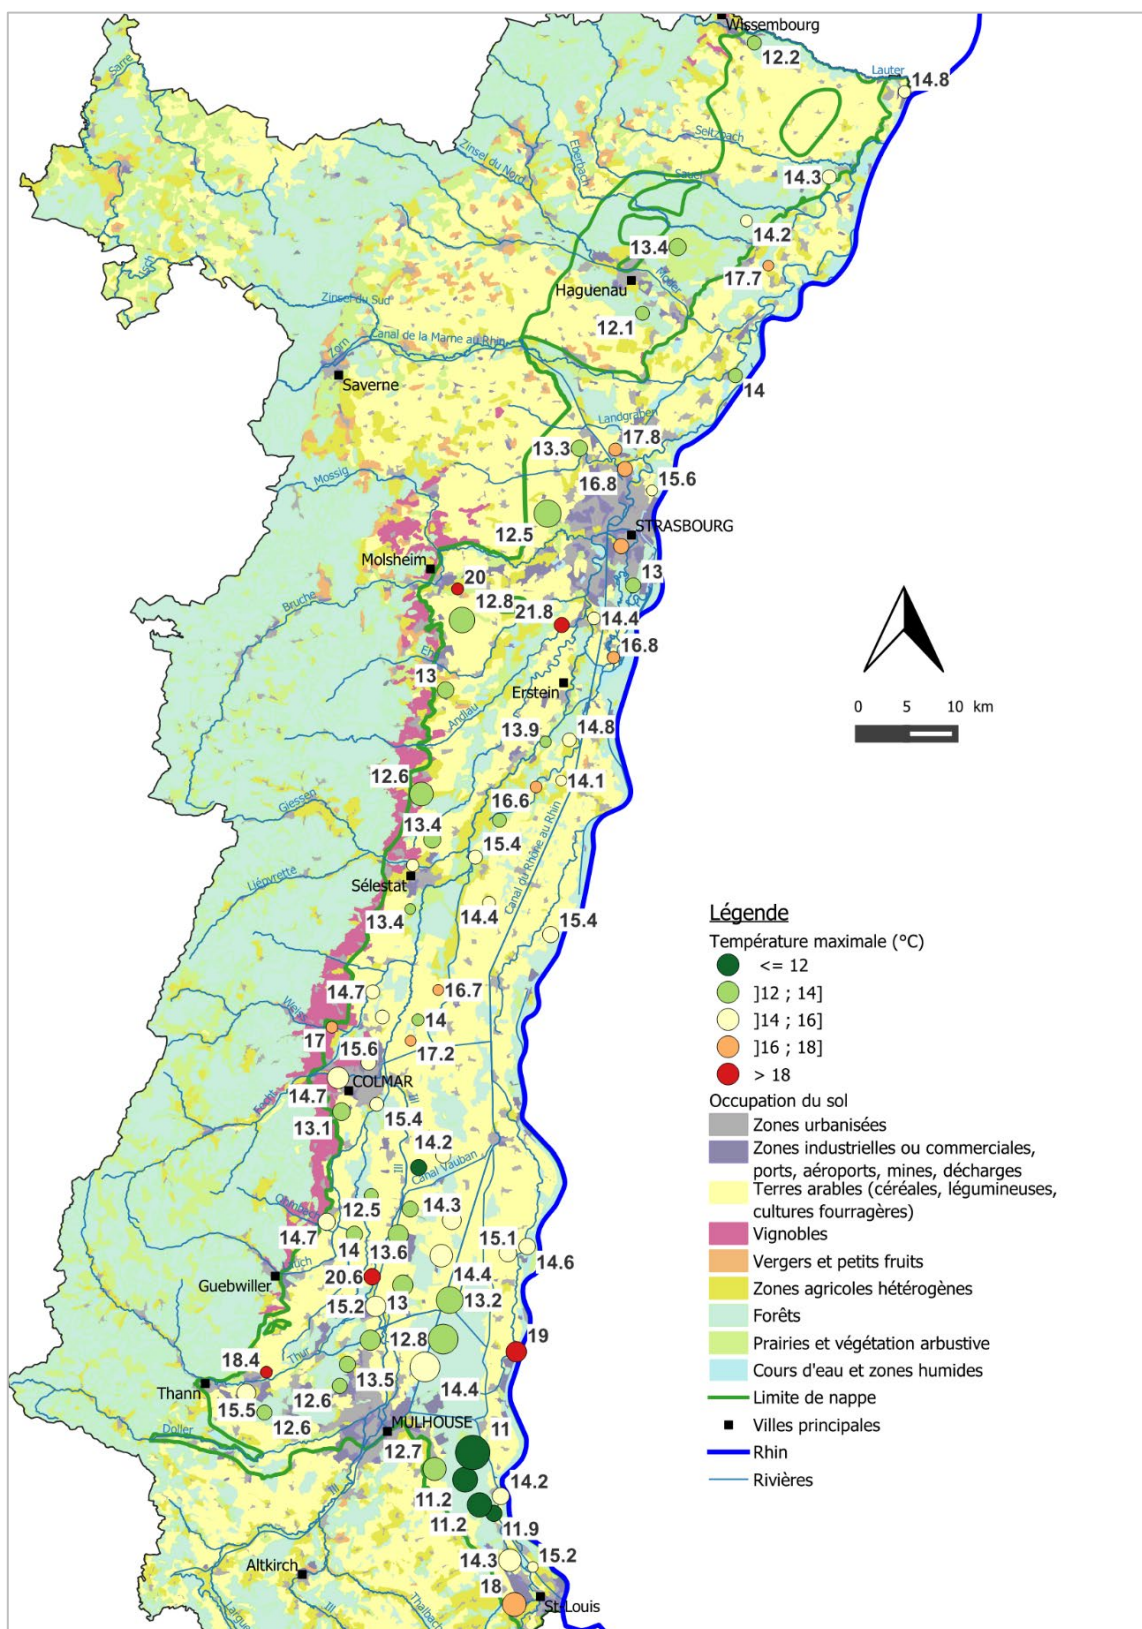 Wissembourg
12.2
Sarre
Lauter
14.8
Seltzbach
Zinsel du Nord
Eberbach
Sauer
14.3
14.2
13.4
17.7
Isch
Moder
Haguenau
Zinsel du Sud
12.1
Canal de la Marne au Rhin
Zorn
Saverne
14
Landgraben
17.8
13.3
Mossig
16.8
15.6
12.5
STRASBOURG
Molsheim
20
13
Bruche
12.8
21.8
14.4
16.8
13
Erstein
Andlau
13.9
14.8
12.6
14.1
Giessen
16.6
13.4
15.4
Canal du Rhône au Rhin
Liepvrette
Sélestat
13.4
14.4
15.4
14.7
16.7
Weiss
14
17
15.6
17.2
Fecht
14.7
COLMAR
Ill
13.1
15.4
14.2
Ill
Canal Vauban
12.5
14.3
14.7
14
13.6
15.1
14.6
Lauch
Guebwiller
20.6
14.4
15.2
13
13.2
12.8
19
18.4
Thur
Thann
13.5
14.4
12.6
15.5
12.6
MULHOUSE
11
Doller
12.7
14.2
Ill
11.2
11.2
11.9
14.3
15.2
Altkirch
18
St-Louis
Ill
Thalbach
Largue
0 5 10 km
Légende
Température maximale (°C)
<= 12
]12 ; 14]
]14 ; 16]
]16 ; 18]
> 18
Occupation du sol
Zones urbanisées
Zones industrielles ou commerciales,
ports, aéroports, mines, décharges
Terres arables (céréales, légumineuses,
cultures fourragères)
Vignobles
Vergers et petits fruits
Zones agricoles hétérogènes
Forêts
Prairies et végétation arbustive
Cours d'eau et zones humides
Limite de nappe
Villes principales
Rhin
Rivières